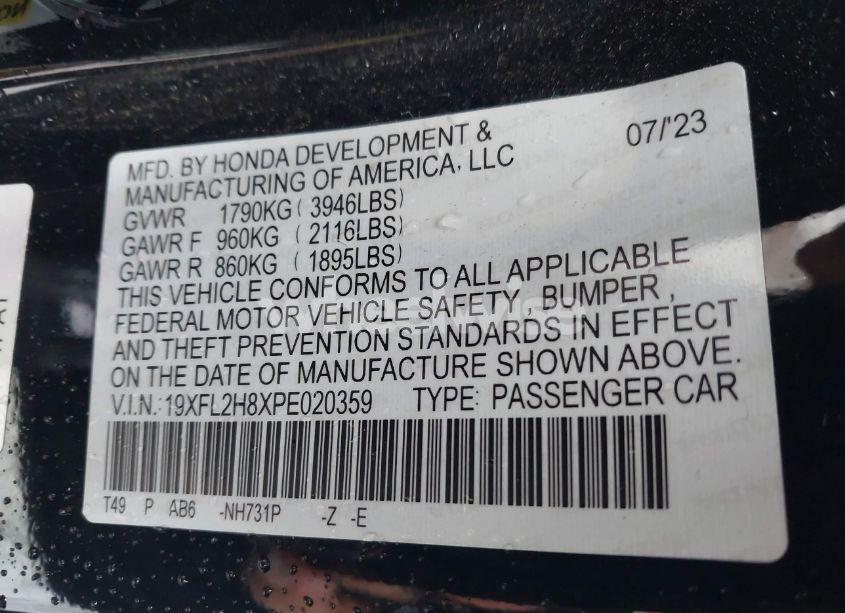 MFD. BY HONDA DEVELOPMENT &
MANUFACTURING OF AMERICA, LLC
07/'23
GVWR 1790KG ( 3946LBS)
GAWR F 960KG ( 2116LBS)
GAWR R 860KG ( 1895LBS)
THIS VEHICLE CONFORMS TO ALL APPLICABLE
FEDERAL MOTOR VEHICLE SAFETY, BUMPER,
AND THEFT PREVENTION STANDARDS IN EFFECT
ON THE DATE OF MANUFACTURE SHOWN ABOVE.
V.I.N.: 19XFL2H8XPE020359 TYPE: PASSENGER CAR
T49 P AB6 -NH731P -Z -E